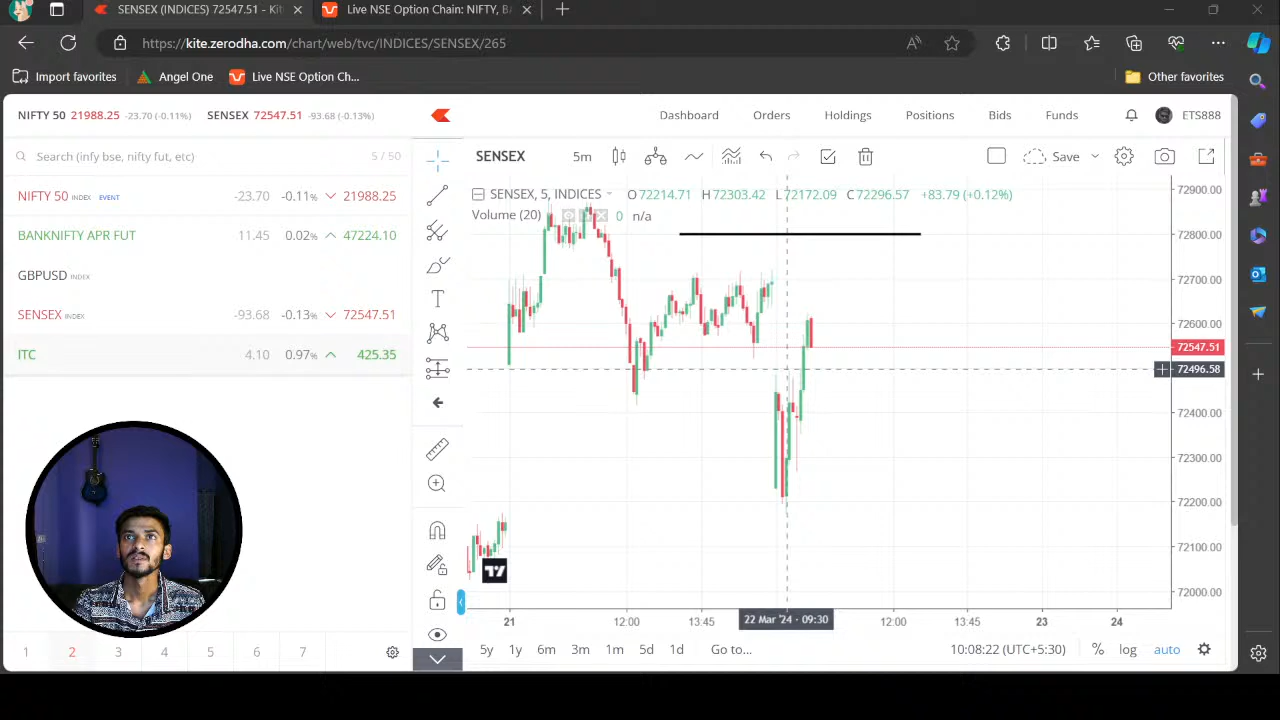 SENSEX (INDICES) 72547.51 - Kit
Live NSE Option Chain: NIFTY, B
https://kite.zerodha.com/chart/web/tvc/INDICES/SENSEX/265
Import favorites
Angel One
Live NSE Option Ch...
Other favorites
NIFTY 50 21988.25 -23.70 (-0.11%) SENSEX 72547.51 -93.68 (-0.13%)
Dashboard Orders Holdings Positions Bids Funds ETS888
Search (infy bse, nifty fut, etc) 5 / 50
NIFTY 50 INDEX EVENT -23.70 -0.11% 21988.25
BANKNIFTY APR FUT 11.45 0.02% 47224.10
GBPUSD INDEX
SENSEX INDEX -93.68 -0.13% 72547.51
ITC 4.10 0.97% 425.35
1 2 3 4 5 6 7
SENSEX 5m Save
SENSEX, 5, INDICES O72214.71 H72303.42 L72172.09 C72296.57 +83.79 (+0.12%)
Volume (20) 0 n/a
72900.00
72800.00
72700.00
72600.00
72547.51
72496.58
72400.00
72300.00
72200.00
72100.00
72000.00
21 12:00 13:45 22 Mar '24 - 09:30 12:00 13:45 23 24
5y 1y 6m 3m 1m 5d 1d Go to... 10:08:22 (UTC+5:30) % log auto